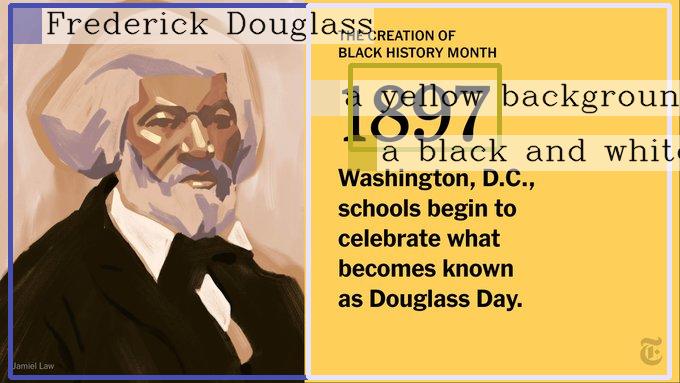 Frederick Douglass
THE CREATION OF
BLACK HISTORY MONTH
a yellow backgroun
1897
a black and white
Washington, D.C.,
schools begin to
celebrate what
becomes known
as Douglass Day.
Jamiel Law
T